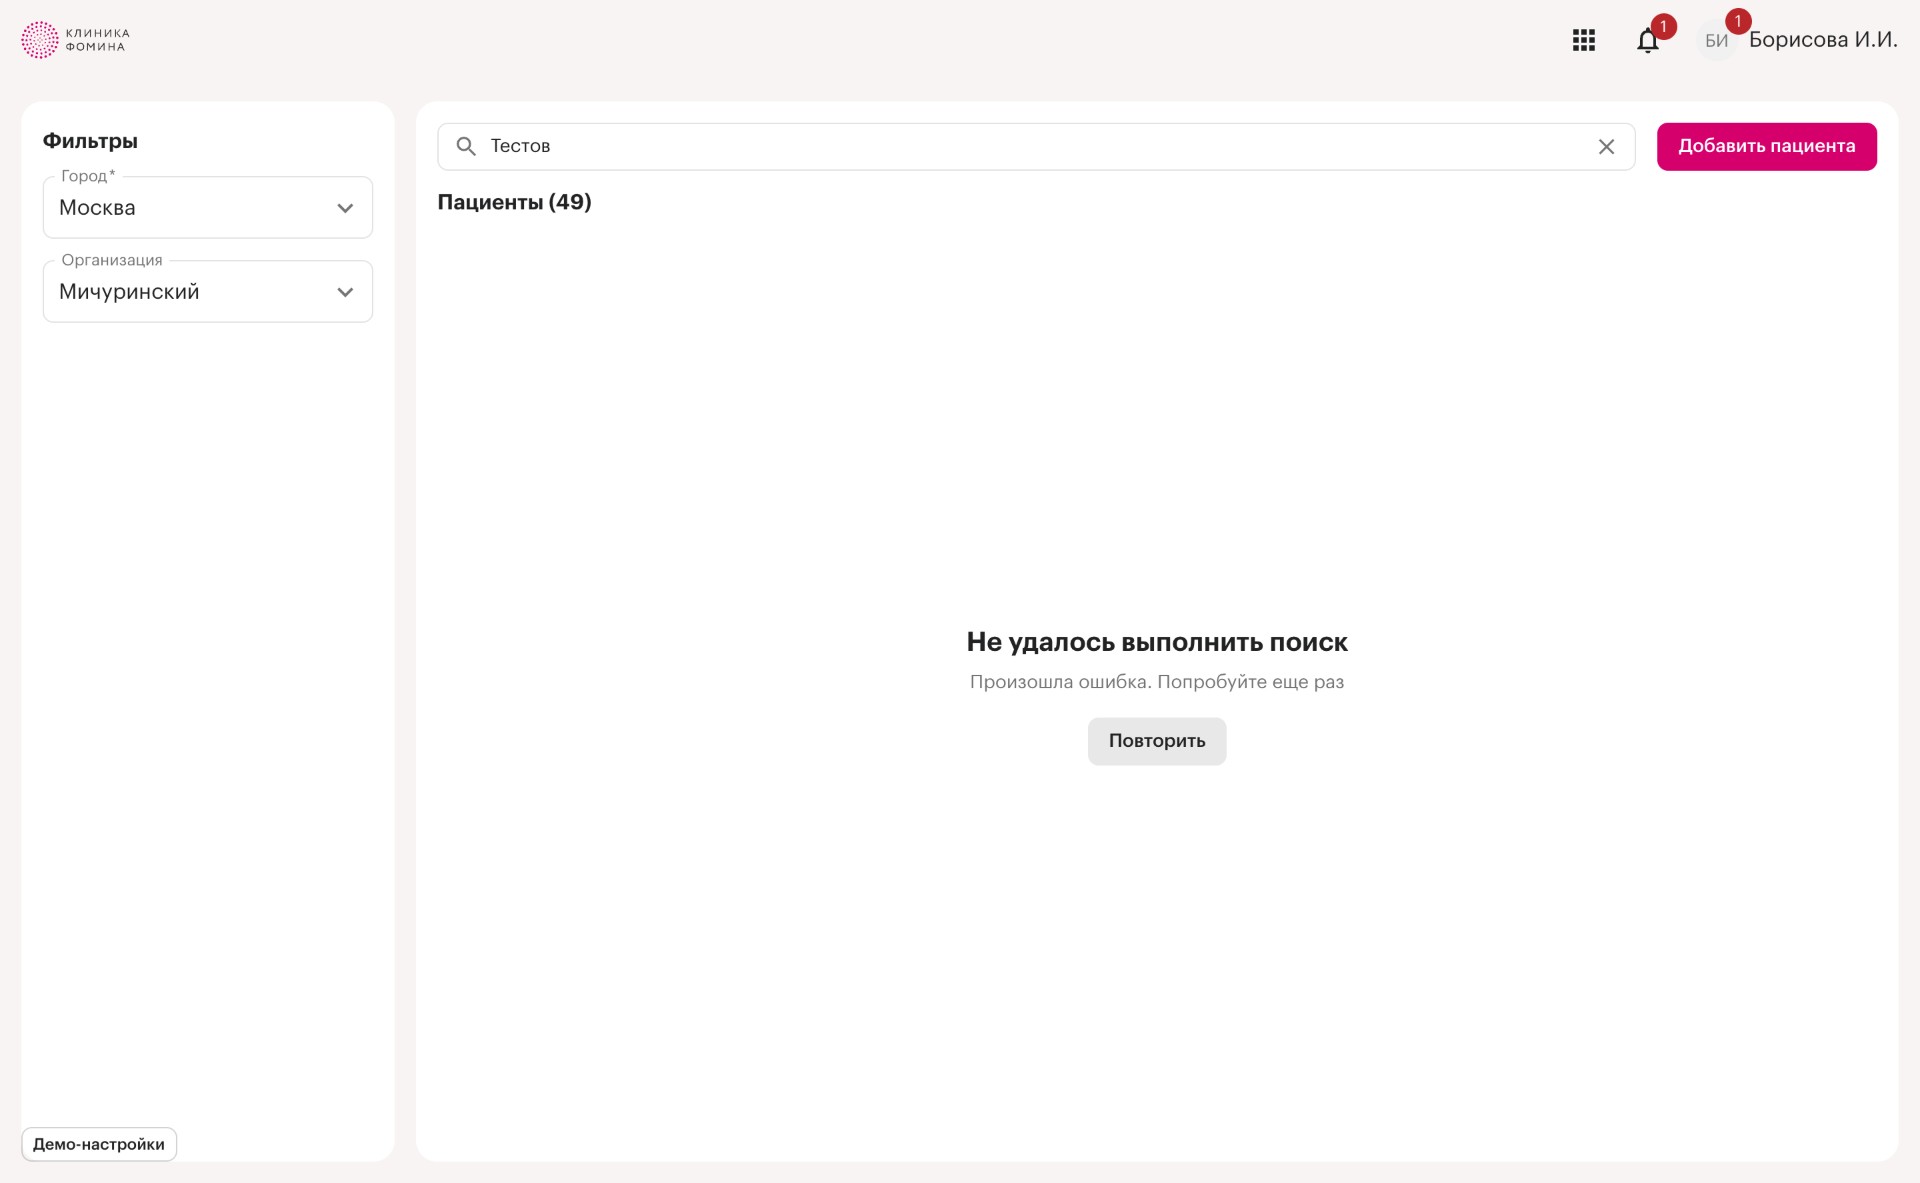 КЛИНИКА
ФОМИНА
1
БИ
1
Борисова И.И.
Фильтры
Город*
Москва
Организация
Мичуринский
Тестов
Добавить пациента
Пациенты (49)
Не удалось выполнить поиск
Произошла ошибка. Попробуйте еще раз
Повторить
Демо-настройки